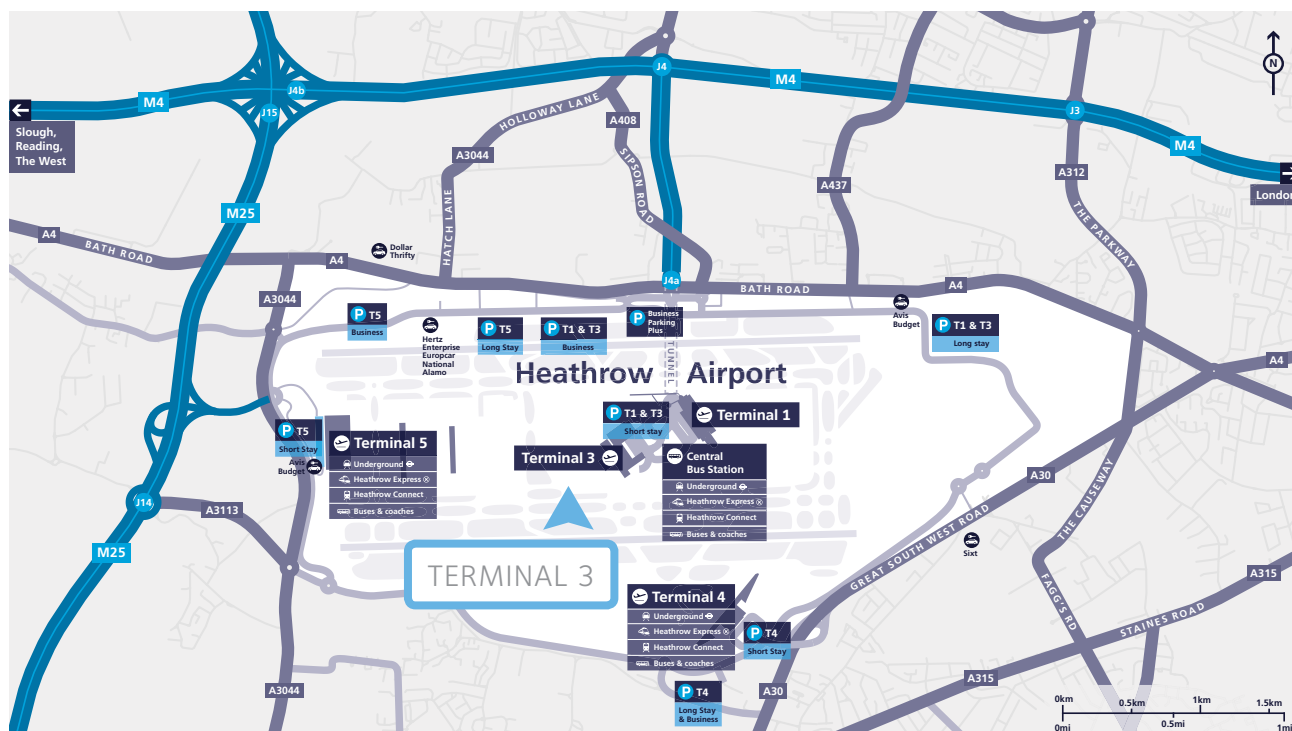 M4
J4b
J15
J4
M4
J3
M4
N
Slough,
Reading,
The West
London
HOLLOWAY LANE
A408
A3044
SIPSON ROAD
A437
A312
HATCH LANE
THE PARKWAY
M25
A4
BATH ROAD
A4
Dollar
Thrifty
J4a
BATH ROAD
A4
A3044
P T5
Business
Hertz
Enterprise
Europcar
National
Alamo
P T5
Long Stay
P T1 & T3
Business
P Business
Parking
Plus
TUNNEL
Avis
Budget
P T1 & T3
Long stay
A4
Heathrow Airport
P T1 & T3
Short stay
Terminal 1
P T5
Short Stay
Avis
Budget
Terminal 5
Underground
Heathrow Express
Heathrow Connect
Buses & coaches
Terminal 3
Central
Bus Station
Underground
Heathrow Express
Heathrow Connect
Buses & coaches
A30
THE CAUSEWAY
GREAT SOUTH WEST ROAD
Sixt
J14
A3113
M25
TERMINAL 3
Terminal 4
Underground
Heathrow Express
Heathrow Connect
Buses & coaches
P T4
Short Stay
P T4
Long Stay
& Business
A30
A315
FAGG'S RD
STAINES ROAD
A315
A3044
0km 0.5km 1km 1.5km
0mi 0.5mi 1mi